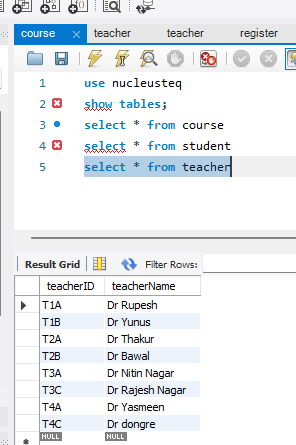 course teacher teacher register
1 use nucleusteq
2 show tables;
3 select * from course
4 select * from student
5 select * from teacher
Result Grid Filter Rows:
teacherID teacherName
T1A Dr Rupesh
T1B Dr Yunus
T2A Dr Thakur
T2B Dr Bawal
T3A Dr Nitin Nagar
T3C Dr Rajesh Nagar
T4A Dr Yasmeen
T4C Dr dongre
NULL NULL